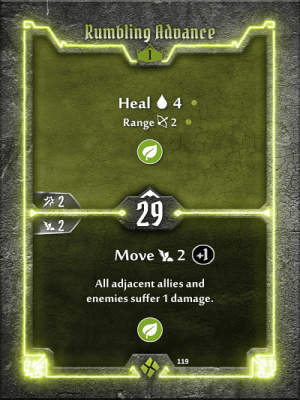 Rumbling Advance
1
Heal 4
Range 2
2
29
2
Move 2 +1
All adjacent allies and
enemies suffer 1 damage.
119